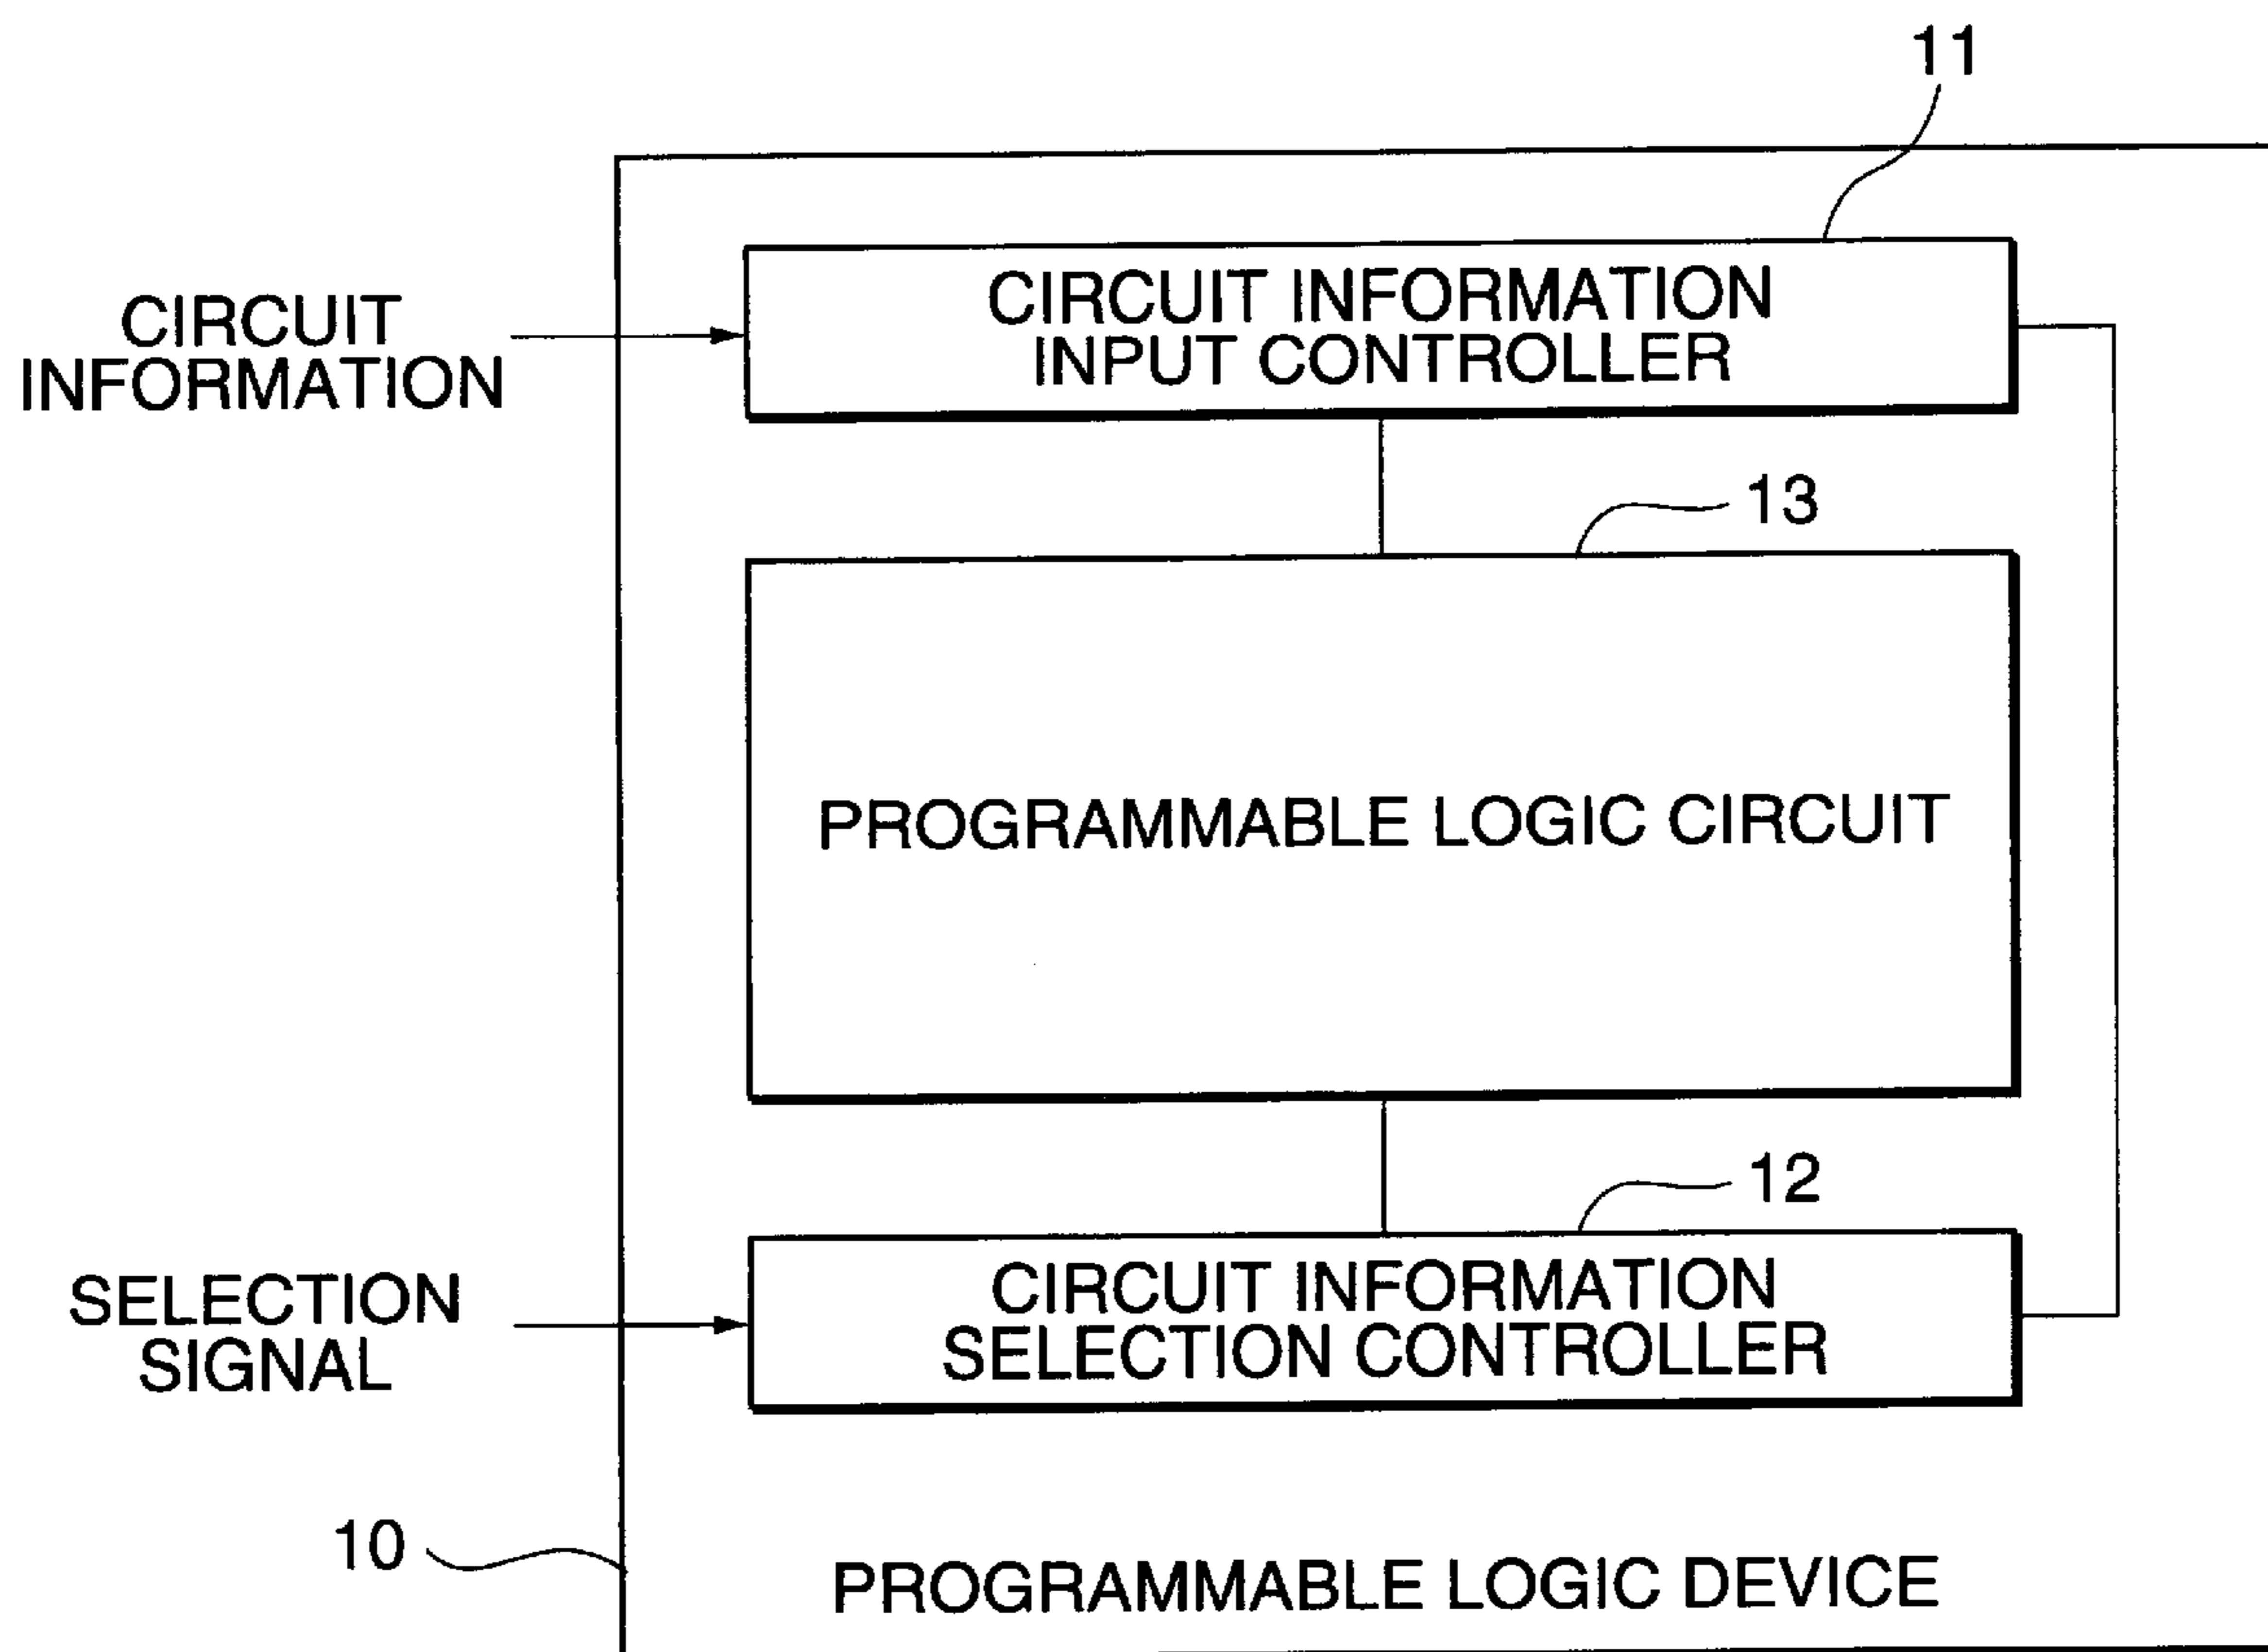 11
CIRCUIT
INFORMATION
CIRCUIT INFORMATION
INPUT CONTROLLER
13
PROGRAMMABLE LOGIC CIRCUIT
12
SELECTION
SIGNAL
CIRCUIT INFORMATION
SELECTION CONTROLLER
10
PROGRAMMABLE LOGIC DEVICE